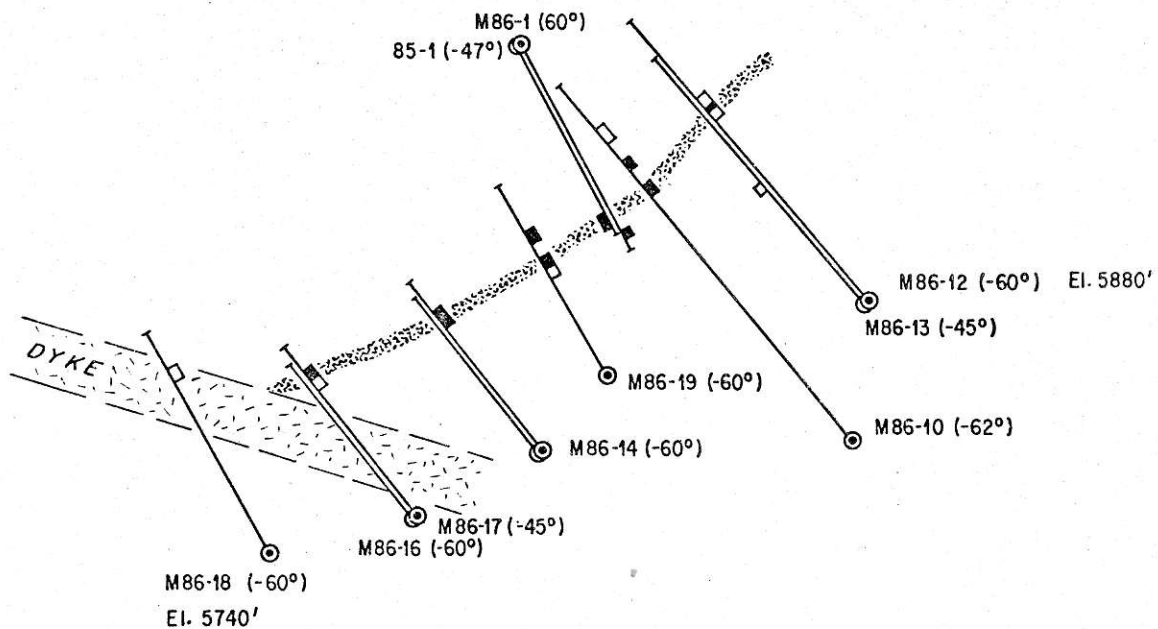 M86-1 (60°)
85-1 (-47°)
M86-12 (-60°) El. 5880'
M86-13 (-45°)
DYKE
M86-19 (-60°)
M86-10 (-62°)
M86-14 (-60°)
M86-17 (-45°)
M86-16 (-60°)
M86-18 (-60°)
El. 5740'